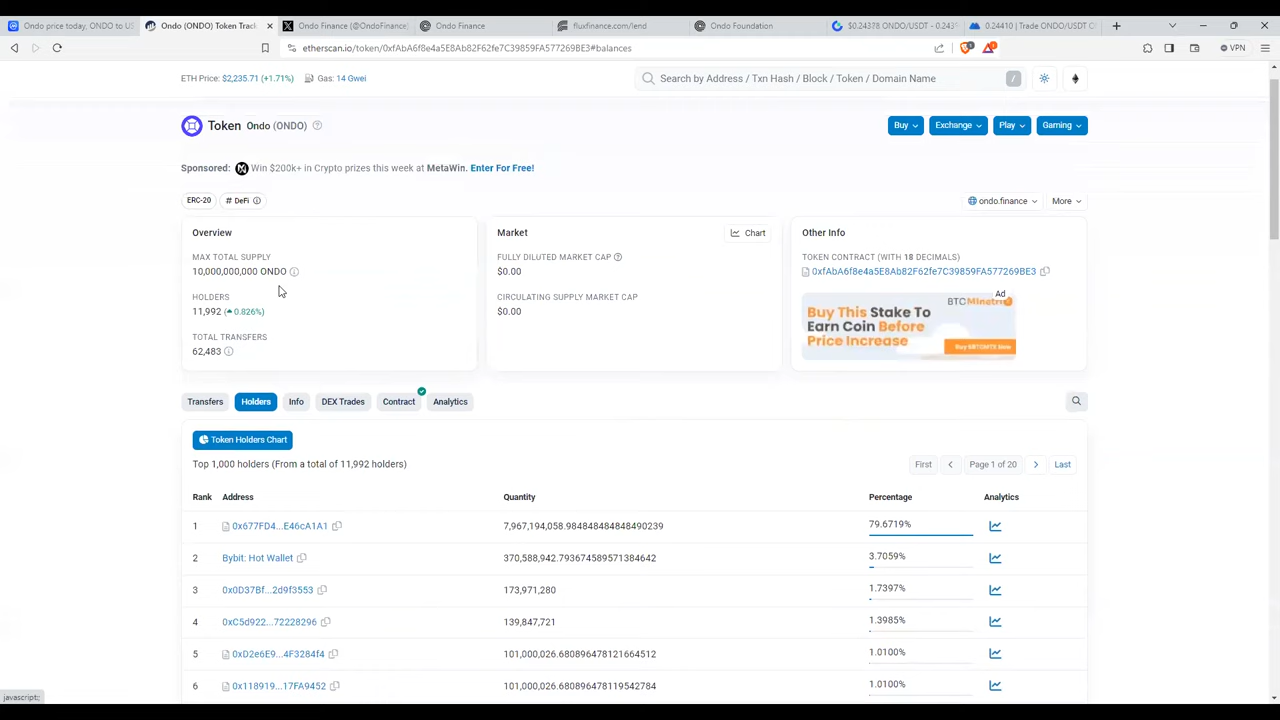 Ondo price today, ONDO to US
Ondo (ONDO) Token Track
Ondo Finance (@OndoFinance)
Ondo Finance
fluxfinance.com/lend
Ondo Foundation
$0.24378 ONDO/USDT - 0.2437
0.24410 | Trade ONDO/USDT C
etherscan.io/token/0xfAbA6f8e4a5E8Ab82F62fe7C39859FA577269BE3#balances
VPN
ETH Price: $2,235.71 (+1.71%) Gas: 14 Gwei
Search by Address / Txn Hash / Block / Token / Domain Name
/
Token Ondo (ONDO)
Buy Exchange Play Gaming
Sponsored: Win $200k+ in Crypto prizes this week at MetaWin. Enter For Free!
ERC-20 # DeFi
ondo.finance More
Overview
MAX TOTAL SUPPLY
10,000,000,000 ONDO
HOLDERS
11,992 (0.826%)
TOTAL TRANSFERS
62,483
Market
Chart
FULLY DILUTED MARKET CAP
$0.00
CIRCULATING SUPPLY MARKET CAP
$0.00
Other Info
TOKEN CONTRACT (WITH 18 DECIMALS)
0xfAbA6f8e4a5E8Ab82F62fe7C39859FA577269BE3
Ad
BTCMinetrix
Buy This Stake To
Earn Coin Before
Price Increase
Buy $BTCMTX Now
Transfers Holders Info DEX Trades Contract Analytics
Token Holders Chart
Top 1,000 holders (From a total of 11,992 holders)
First Page 1 of 20 Last
Rank Address Quantity Percentage Analytics
1 0x677FD4...E46cA1A1 7,967,194,058.984848484848490239 79.6719%
2 Bybit: Hot Wallet 370,588,942.793674589571384642 3.7059%
3 0x0D37Bf...2d9f3553 173,971,280 1.7397%
4 0xC5d922...72228296 139,847,721 1.3985%
5 0xD2e6E9...4F3284f4 101,000,026.680896478121664512 1.0100%
6 0x118919...17FA9452 101,000,026.680896478119542784 1.0100%
javascript:;